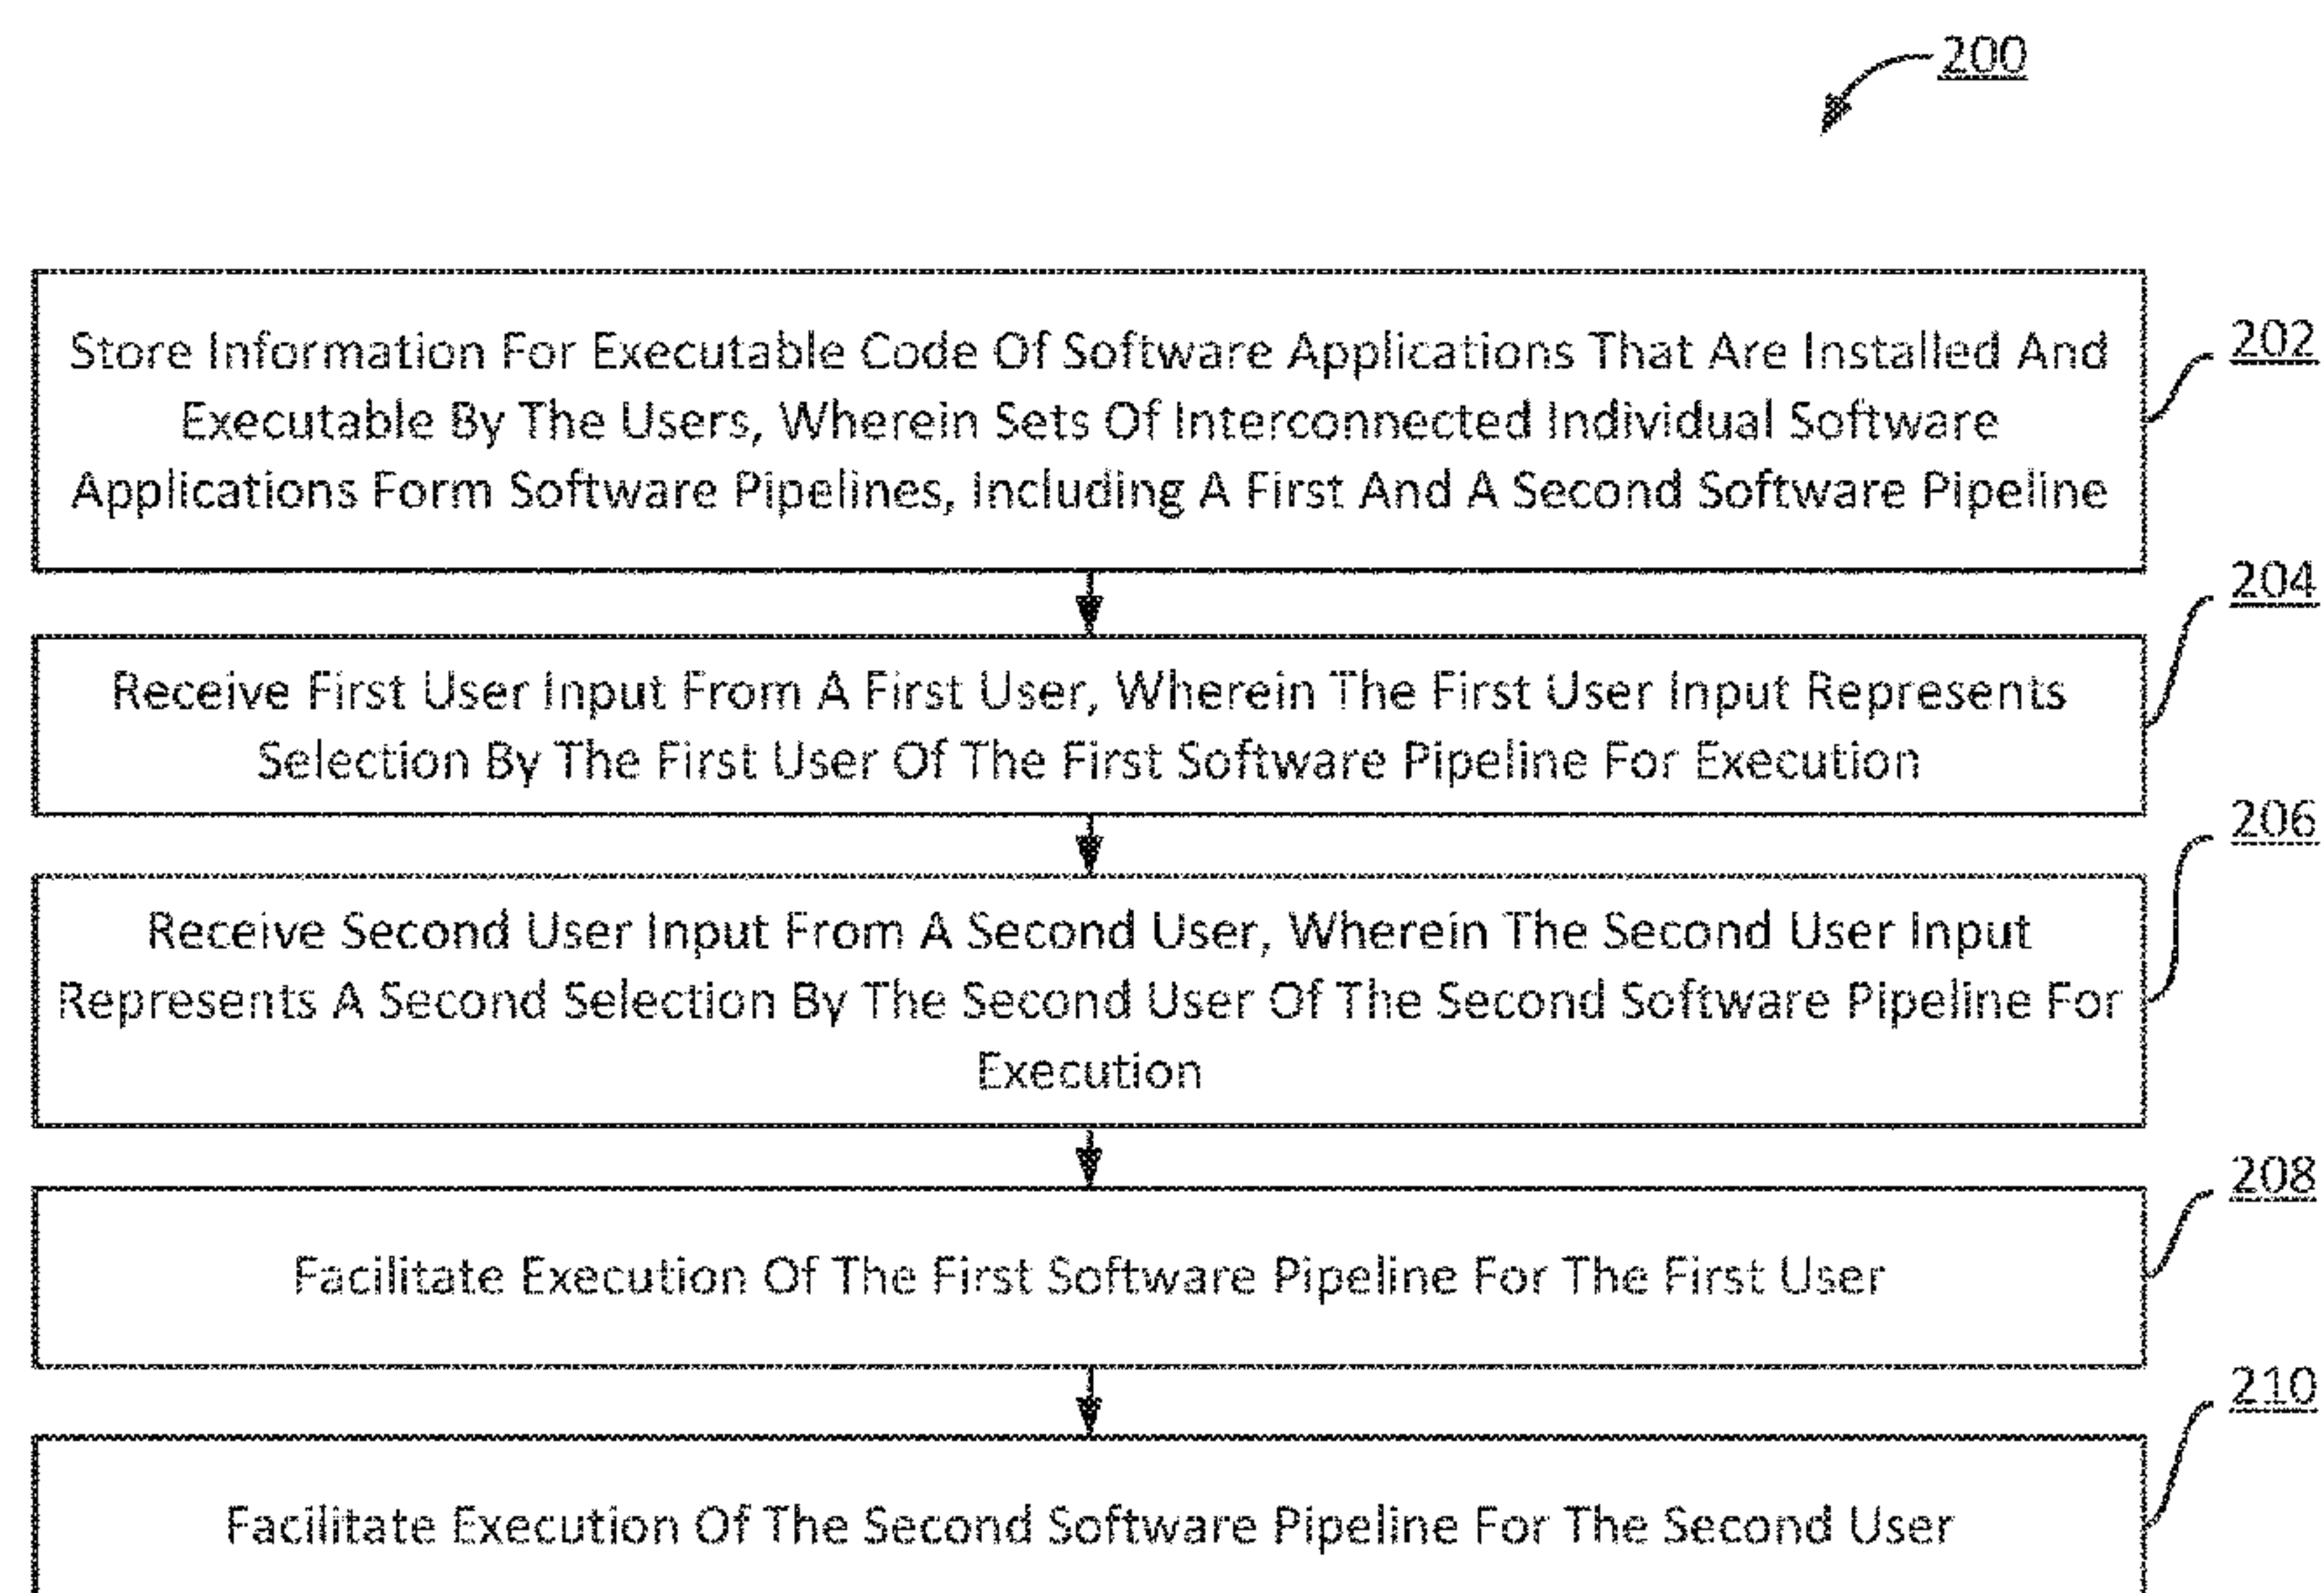 200
Store Information For Executable Code Of Software Applications That Are Installed And
Executable By The Users, Wherein Sets Of Interconnected Individual Software
Applications Form Software Pipelines, Including A First And A Second Software Pipeline
202
Receive First User Input From A First User, Wherein The First User Input Represents
Selection By The First User Of The First Software Pipeline For Execution
204
Receive Second User Input From A Second User, Wherein The Second User Input
Represents A Second Selection By The Second User Of The Second Software Pipeline For
Execution
206
Facilitate Execution Of The First Software Pipeline For The First User
208
Facilitate Execution Of The Second Software Pipeline For The Second User
210